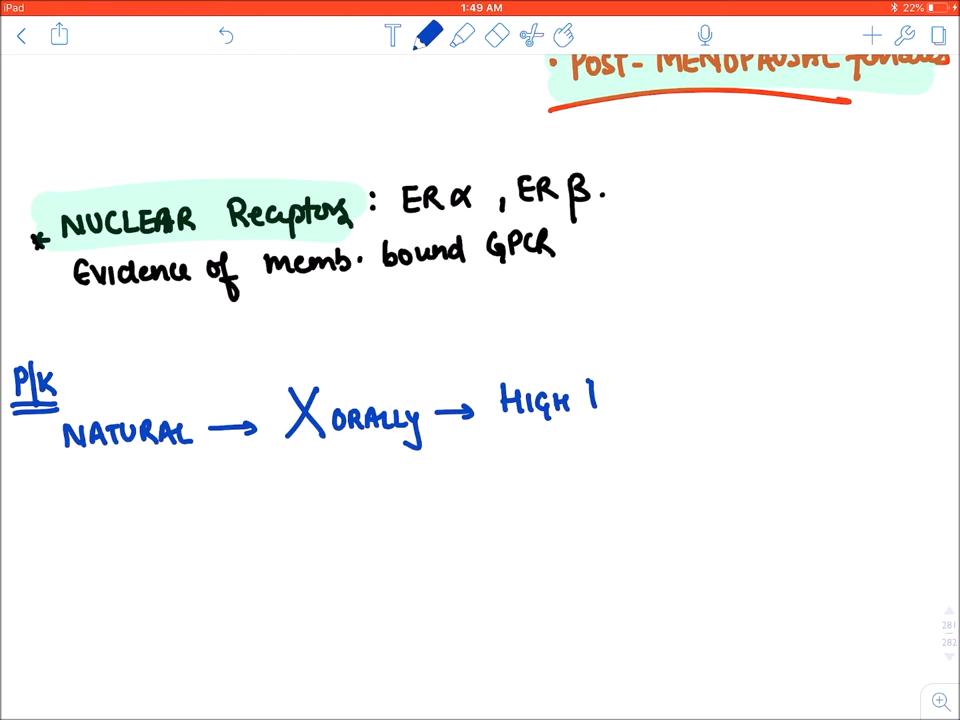 iPad 1:49 AM 22%
T
• POST-MENOPAUSAL females
* NUCLEAR Receptors : ERα , ERβ.
Evidence of memb. bound GPCR
P/K
NATURAL → X ORALLY → HIGH
281
282